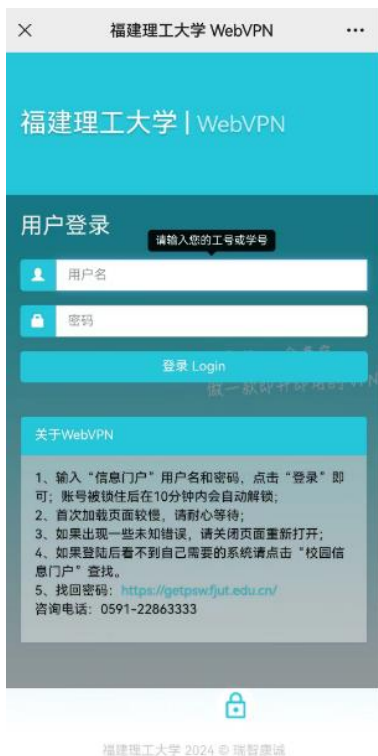 福建理工大学 WebVPN
福建理工大学 | WebVPN
用户登录
请输入您的工号或学号
用户名
密码
登录 Login
关于WebVPN
1、输入“信息门户”用户名和密码，点击“登录”即
可；账号被锁住后在10分钟内会自动解锁;
2、首次加载页面较慢，请耐心等待;
3、如果出现一些未知错误，请关闭页面重新打开;
4、如果登陆后看不到自己需要的系统请点击“校园信
息门户”查找。
5、找回密码：https://getpsw.fjut.edu.cn/
咨询电话：0591-22863333
福建理工大学 2024 © 瑞智康诚